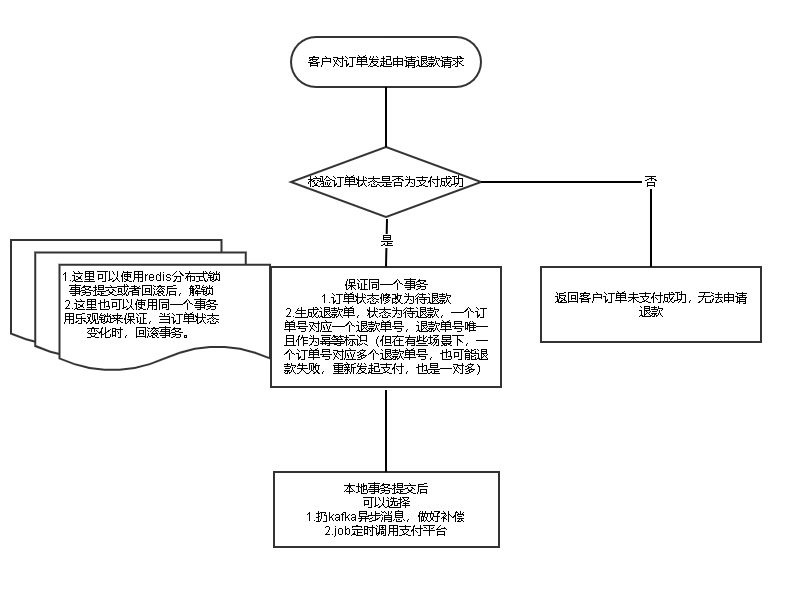 客户对订单发起申请退款请求
校验订单状态是否为支付成功
否
是
1.这里可以使用redis分布式锁
事务提交或者回滚后，解锁
2.这里也可以使用同一个事务
用乐观锁来保证，当订单状态
变化时，回滚事务。
保证同一个事务
1.订单状态修改为待退款
2.生成退款单，状态为待退款，一个订
单号对应一个退款单号，退款单号唯一
且作为幂等标识（但在有些场景下，一
个订单号对应多个退款单号，也可能退
款失败，重新发起支付，也是一对多）
返回客户订单未支付成功，无法申请
退款
本地事务提交后
可以选择
1.扔kafka异步消息，做好补偿
2.job定时调用支付平台